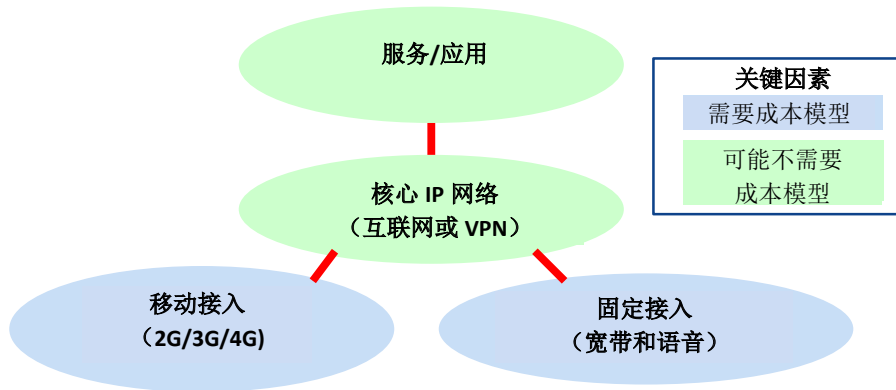 服务/应用
关键因素
需要成本模型
可能不需要
成本模型
核心 IP 网络
（互联网或 VPN）
移动接入
（2G/3G/4G)
固定接入
（宽带和语音）